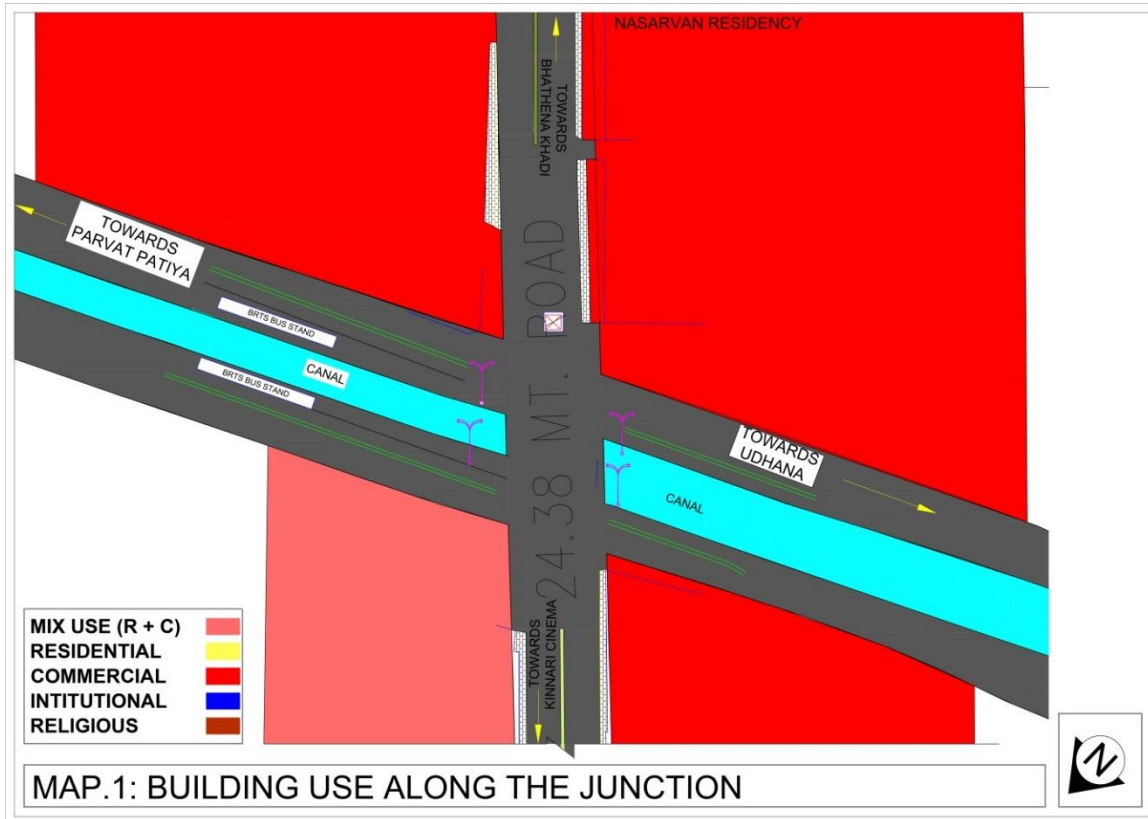 NASARVAN RESIDENCY
TOWARDS
BHATHENA KHADI
TOWARDS
PARVAT PATIYA
BRTS BUS STAND
CANAL
BRTS BUS STAND
24.38 MT. ROAD
TOWARDS
UDHANA
CANAL
TOWARDS
KINNARI CINEMA
MIX USE (R + C)
RESIDENTIAL
COMMERCIAL
INTITUTIONAL
RELIGIOUS
N
MAP.1: BUILDING USE ALONG THE JUNCTION